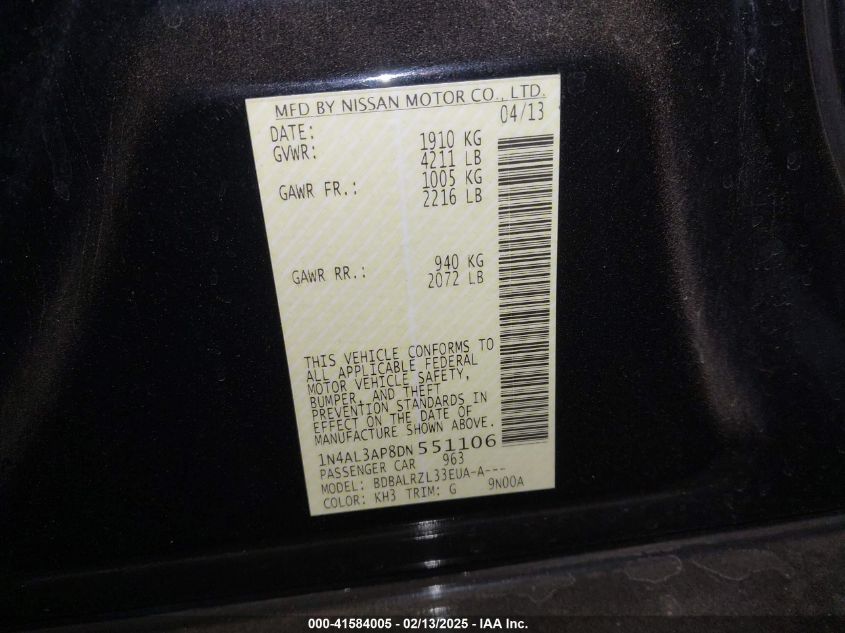 MFD BY NISSAN MOTOR CO., LTD.
DATE: 04/13
GVWR: 1910 KG
4211 LB
GAWR FR.: 1005 KG
2216 LB
GAWR RR.: 940 KG
2072 LB
THIS VEHICLE CONFORMS TO
ALL APPLICABLE FEDERAL
MOTOR VEHICLE SAFETY,
BUMPER, AND THEFT
PREVENTION STANDARDS IN
EFFECT ON THE DATE OF
MANUFACTURE SHOWN ABOVE.
1N4AL3AP8DN551106
PASSENGER CAR 963
MODEL: BDBALRZL33EUA-A---
COLOR: KH3 TRIM: G 9N00A
000-41584005 - 02/13/2025 - IAA Inc.